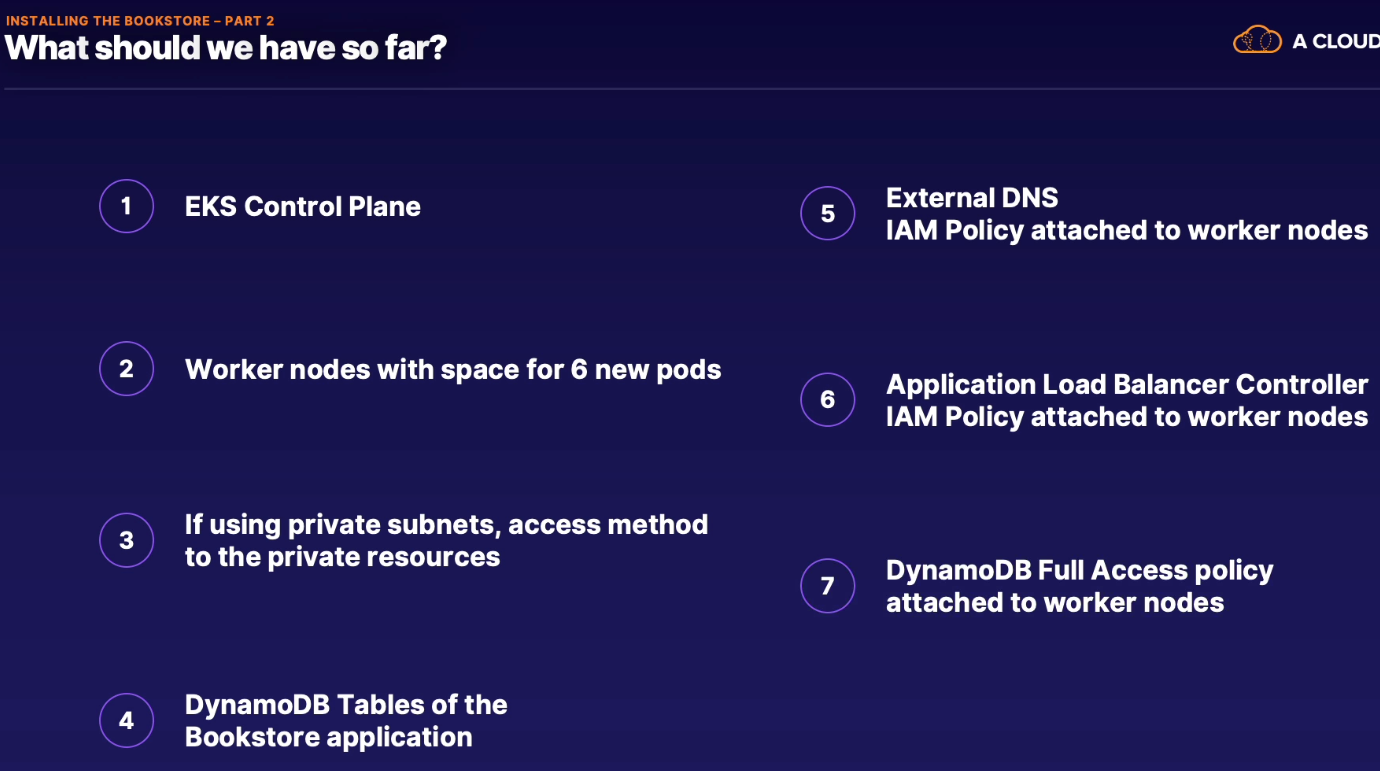 INSTALLING THE BOOKSTORE – PART 2
What should we have so far?
A CLOUD
1
EKS Control Plane
2
Worker nodes with space for 6 new pods
3
If using private subnets, access method
to the private resources
4
DynamoDB Tables of the
Bookstore application
5
External DNS
IAM Policy attached to worker nodes
6
Application Load Balancer Controller
IAM Policy attached to worker nodes
7
DynamoDB Full Access policy
attached to worker nodes